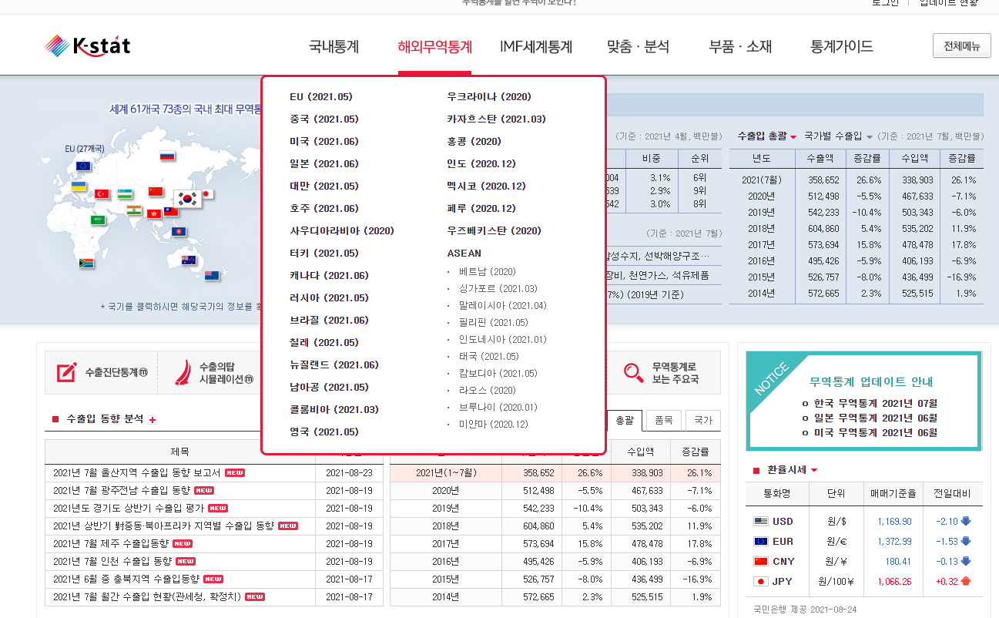 무역통계를 알면 무역이 보인다!
로그인 | 업데이트 현황
K-stat
국내통계 해외무역통계 IMF세계통계 맞춤 · 분석 부품 · 소재 통계가이드 전체메뉴
세계 61개국 73종의 국내 최대 무역통
EU (27개국)
* 국기를 클릭하시면 해당국가의 정보를
EU (2021.05)
중국 (2021.05)
미국 (2021.06)
일본 (2021.06)
대만 (2021.05)
호주 (2021.06)
사우디아라비아 (2020)
터키 (2021.05)
캐나다 (2021.06)
러시아 (2021.05)
브라질 (2021.06)
칠레 (2021.05)
뉴질랜드 (2021.06)
남아공 (2021.05)
콜롬비아 (2021.03)
영국 (2021.05)
우크라이나 (2020)
카자흐스탄 (2021.03)
홍콩 (2020)
인도 (2020.12)
멕시코 (2020.12)
페루 (2020.12)
우즈베키스탄 (2020)
ASEAN
· 베트남 (2020)
· 싱가포르 (2021.03)
· 말레이시아 (2021.04)
· 필리핀 (2021.05)
· 인도네시아 (2021.01)
· 태국 (2021.05)
· 캄보디아 (2021.05)
· 라오스 (2020)
· 브루나이 (2020.01)
· 미얀마 (2020.12)
(기준 : 2021년 4월, 백만불)
비중 순위
004 3.1% 6위
539 2.9% 9위
542 3.0% 8위
(기준 : 2021년 7월)
합성수지, 선박해양구조…
장비, 천연가스, 석유제품
7%) (2019년 기준)
수출입 총괄 국가별 수출입 (기준 : 2021년 7월, 백만불)
년도 수출액 증감률 수입액 증감률
2021(7월) 358,652 26.6% 338,903 26.1%
2020년 512,498 -5.5% 467,633 -7.1%
2019년 542,233 -10.4% 503,343 -6.0%
2018년 604,860 5.4% 535,202 11.9%
2017년 573,694 15.8% 478,478 17.8%
2016년 495,426 -5.9% 406,193 -6.9%
2015년 526,757 -8.0% 436,499 -16.9%
2014년 572,665 2.3% 525,515 1.9%
수출진단통계ⓜ
수출의탑
시뮬레이션ⓜ
무역통계로
보는 주요국
수출입 동향 분석 +
제목
2021년 7월 울산지역 수출입 동향 보고서 NEW 2021-08-23
2021년 7월 광주전남 수출입 동향 NEW 2021-08-19
2021년도 경기도 상반기 수출입 평가 NEW 2021-08-19
2021년 상반기 對중동·북아프리카 지역별 수출입 동향 NEW 2021-08-19
2021년 7월 제주 수출입동향 NEW 2021-08-19
2021년 7월 인천 수출입 동향 NEW 2021-08-19
2021년 6월 중 충북지역 수출입동향 NEW 2021-08-17
2021년 7월 월간 수출입 현황(관세청, 확정치) NEW 2021-08-17
총괄 품목 국가
수입액 증감률
2021년(1~7월) 358,652 26.6% 338,903 26.1%
2020년 512,498 -5.5% 467,633 -7.1%
2019년 542,233 -10.4% 503,343 -6.0%
2018년 604,860 5.4% 535,202 11.9%
2017년 573,694 15.8% 478,478 17.8%
2016년 495,426 -5.9% 406,193 -6.9%
2015년 526,757 -8.0% 436,499 -16.9%
2014년 572,665 2.3% 525,515 1.9%
NOTICE
무역통계 업데이트 안내
o 한국 무역통계 2021년 07월
o 일본 무역통계 2021년 06월
o 미국 무역통계 2021년 06월
환율시세
통화명 단위 매매기준율 전일대비
USD 원/$ 1,169.90 -2.10
EUR 원/€ 1,372.99 -1.53
CNY 원/¥ 180.41 -0.13
JPY 원/100¥ 1,066.26 +0.32
국민은행 제공 2021-08-24